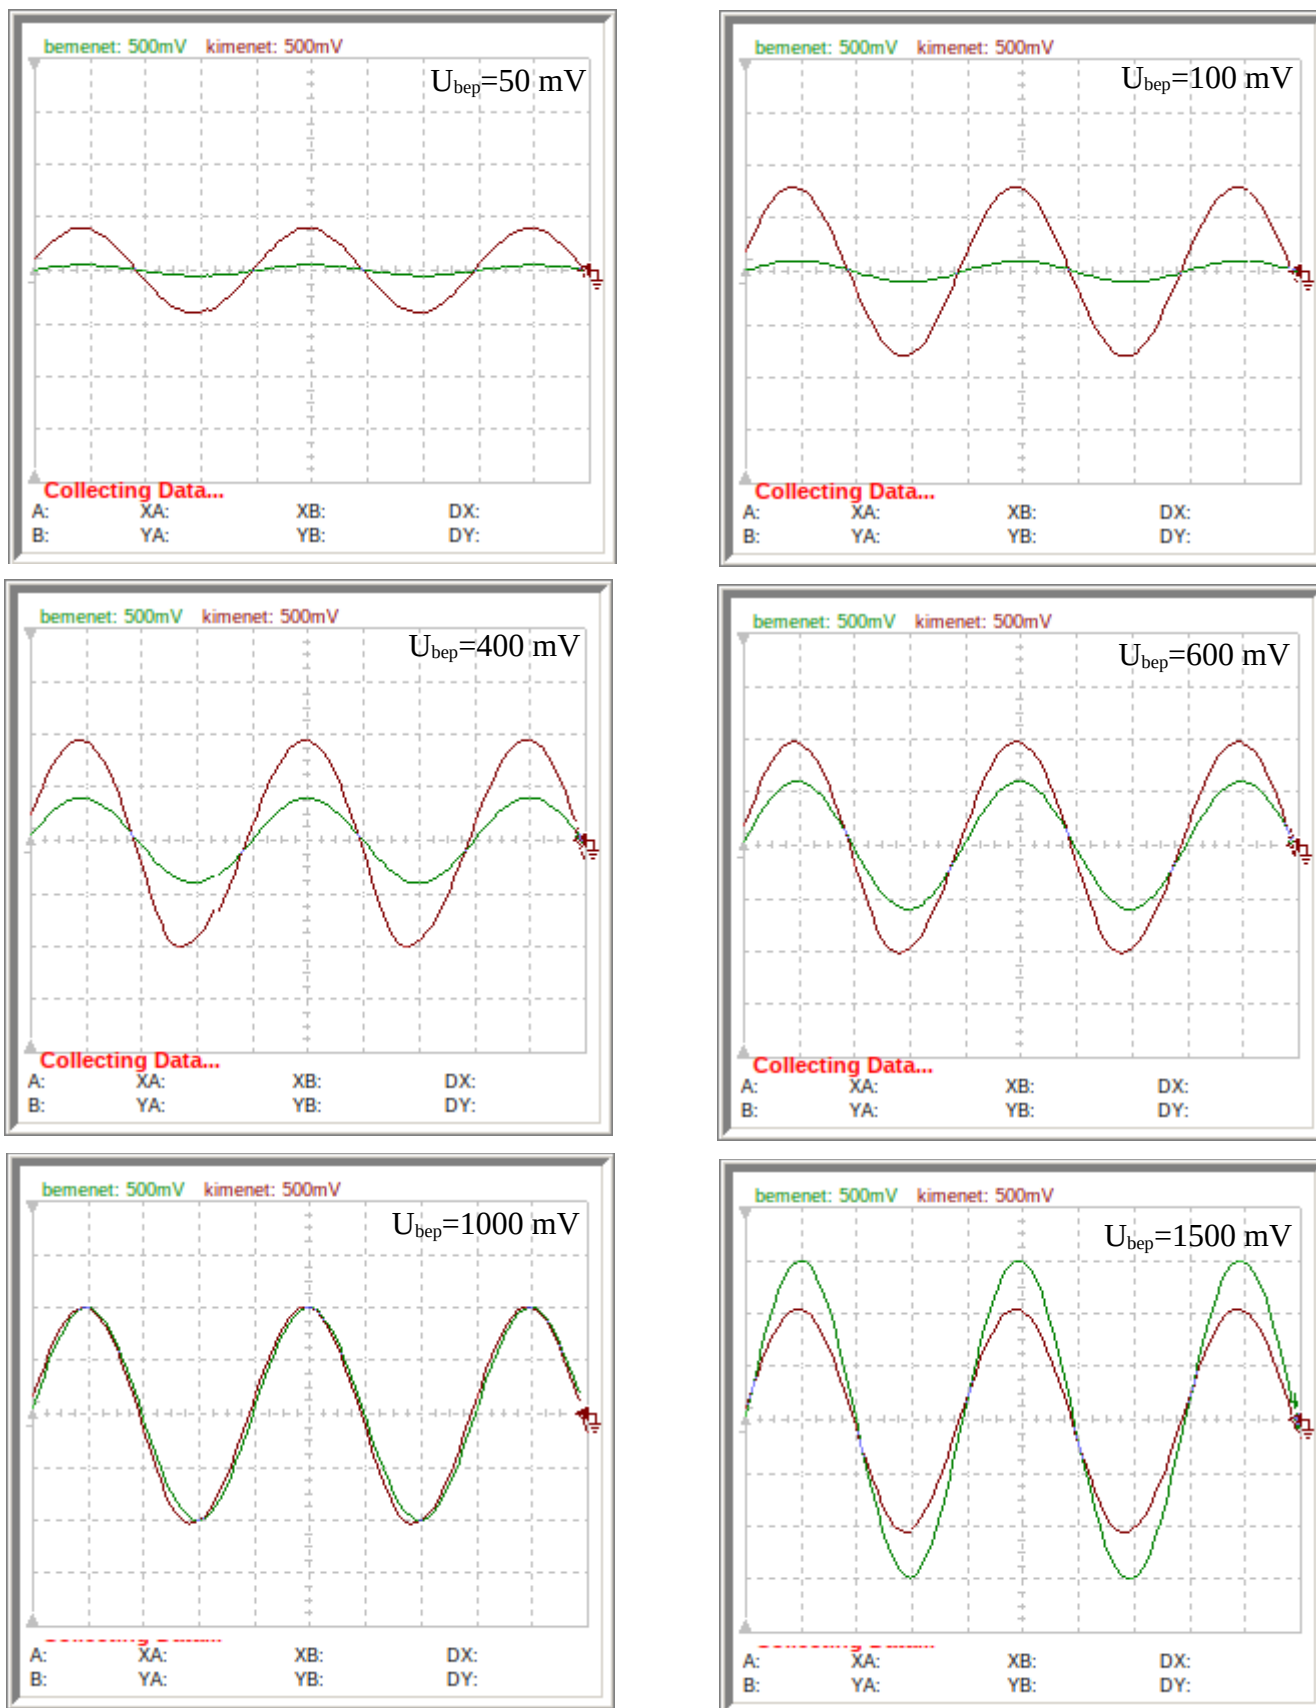 bemenet: 500mV kimenet: 500mV
Ubep=50 mV
Collecting Data...
A: XA: XB: DX:
B: YA: YB: DY:
bemenet: 500mV kimenet: 500mV
Ubep=100 mV
Collecting Data...
A: XA: XB: DX:
B: YA: YB: DY:
bemenet: 500mV kimenet: 500mV
Ubep=400 mV
Collecting Data...
A: XA: XB: DX:
B: YA: YB: DY:
bemenet: 500mV kimenet: 500mV
Ubep=600 mV
Collecting Data...
A: XA: XB: DX:
B: YA: YB: DY:
bemenet: 500mV kimenet: 500mV
Ubep=1000 mV
A: XA: XB: DX:
B: YA: YB: DY:
bemenet: 500mV kimenet: 500mV
Ubep=1500 mV
A: XA: XB: DX:
B: YA: YB: DY: